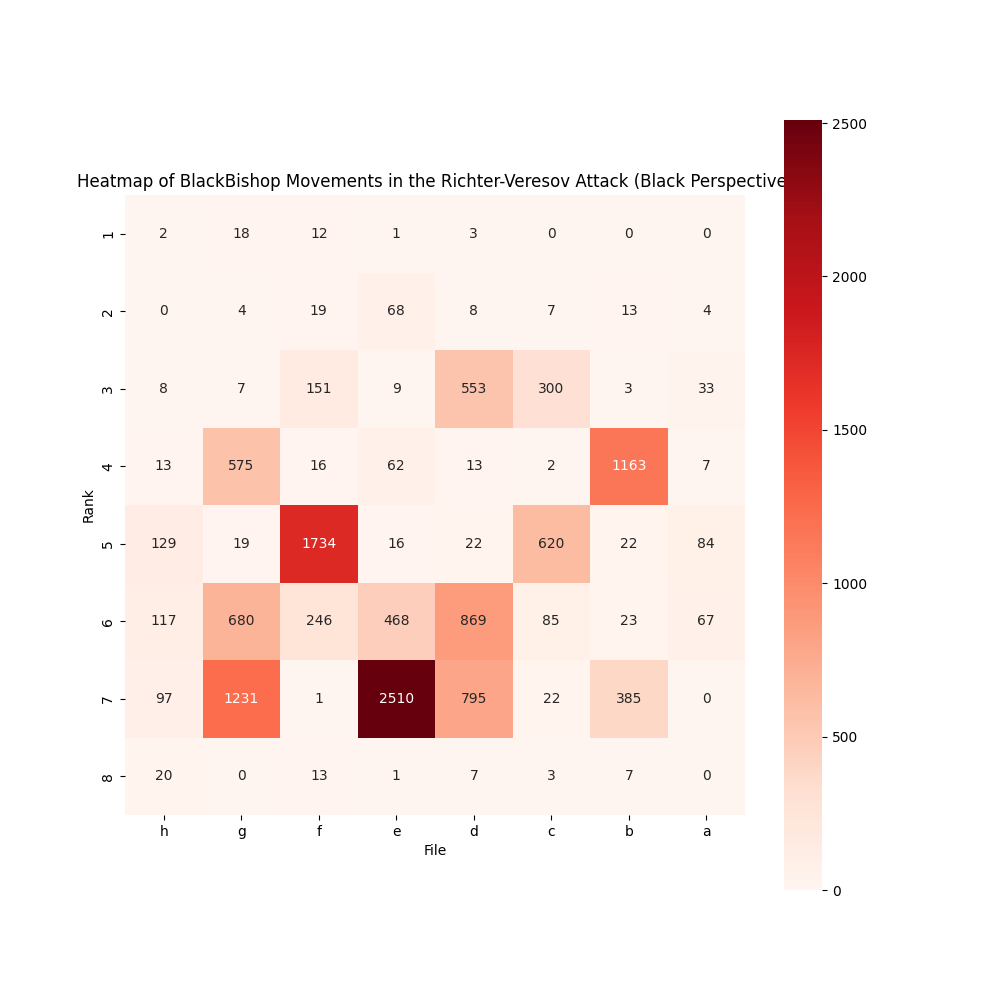 Heatmap of BlackBishop Movements in the Richter-Veresov Attack (Black Perspective
2500
2000
1500
1000
500
0
Rank
1 2 18 12 1 3 0 0 0
2 0 4 19 68 8 7 13 4
3 8 7 151 9 553 300 3 33
4 13 575 16 62 13 2 1163 7
5 129 19 1734 16 22 620 22 84
6 117 680 246 468 869 85 23 67
7 97 1231 1 2510 795 22 385 0
8 20 0 13 1 7 3 7 0
h g f e d c b a
File